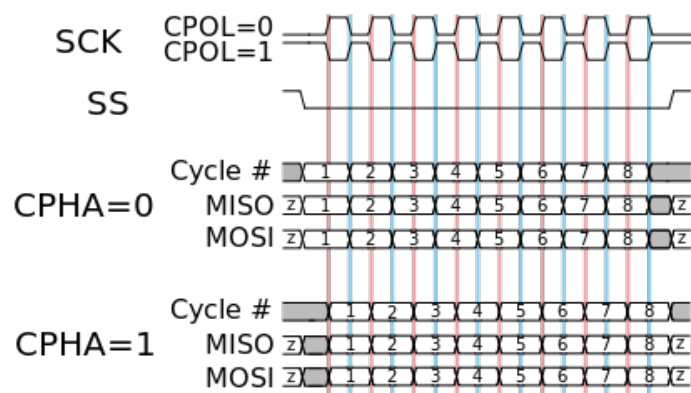 SCK CPOL=0
CPOL=1
SS
Cycle # 1 2 3 4 5 6 7 8
CPHA=0 MISO z 1 2 3 4 5 6 7 8 z
MOSI z 1 2 3 4 5 6 7 8 z
Cycle # 1 2 3 4 5 6 7 8
CPHA=1 MISO z 1 2 3 4 5 6 7 8 z
MOSI z 1 2 3 4 5 6 7 8 z